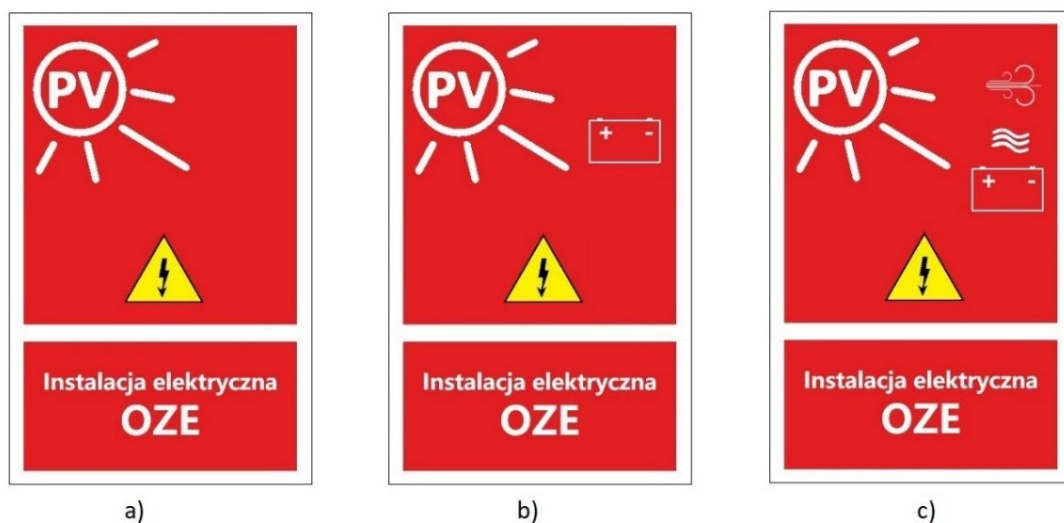 PV
+ -
Instalacja elektryczna
OZE
a)
PV
Instalacja elektryczna
OZE
b)
PV
+ -
Instalacja elektryczna
OZE
c)